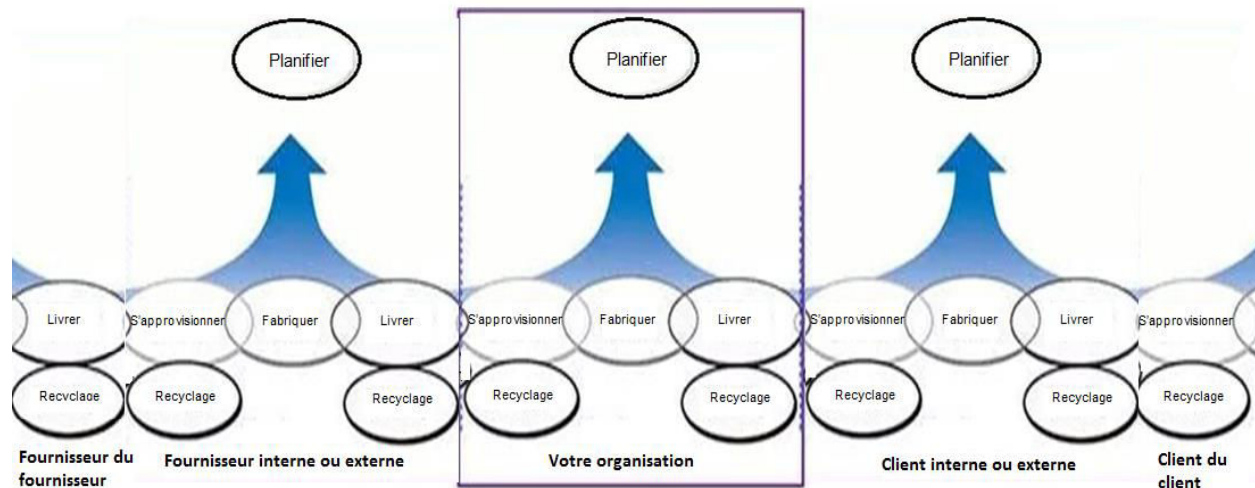 Planifier
Planifier
Planifier
Livrer
S'approvisionner
Fabriquer
Livrer
S'approvisionner
Fabriquer
Livrer
S'approvisionner
Fabriquer
Livrer
S'approvisionner
Recyclage
Recyclage
Recyclage
Recyclage
Recyclage
Recyclage
Recyclage
Recyclage
Fournisseur du
fournisseur
Fournisseur interne ou externe
Votre organisation
Client interne ou externe
Client du
client